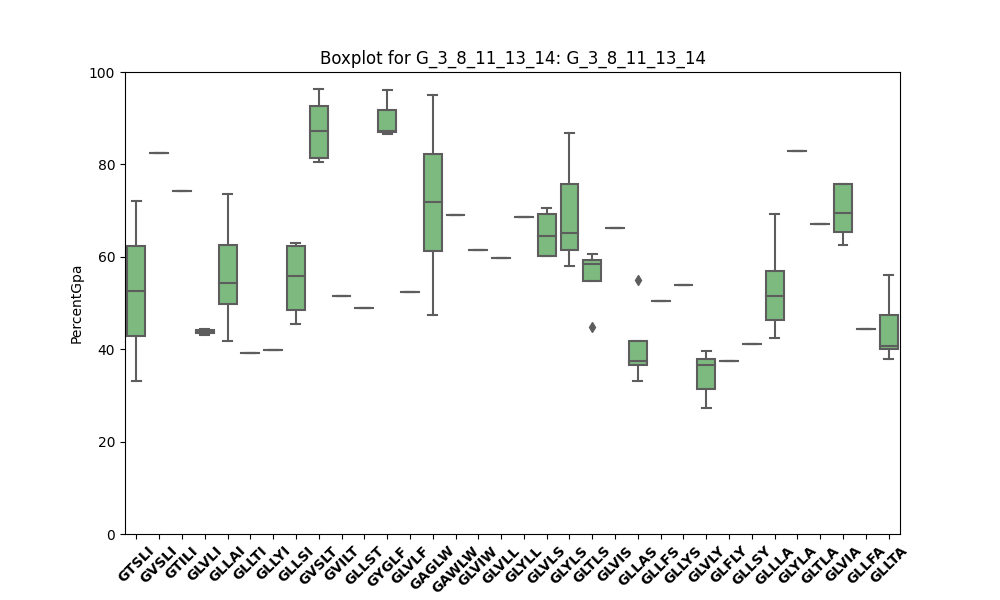 Boxplot for G_3_8_11_13_14: G_3_8_11_13_14
PercentGpa
100
80
60
40
20
0
GTSLI
GVSLI
GTILI
GLVLI
GLLAI
GLLTI
GLLYI
GLLSI
GVSLT
GVILT
GLLST
GYGLF
GLVLF
GAGLW
GAWLW
GLVIW
GLVLL
GLYLL
GLVLS
GLYLS
GLTLS
GLVIS
GLLAS
GLLFS
GLLYS
GLVLY
GLFLY
GLLSY
GLLLA
GLYLA
GLTLA
GLVIA
GLLFA
GLLTA